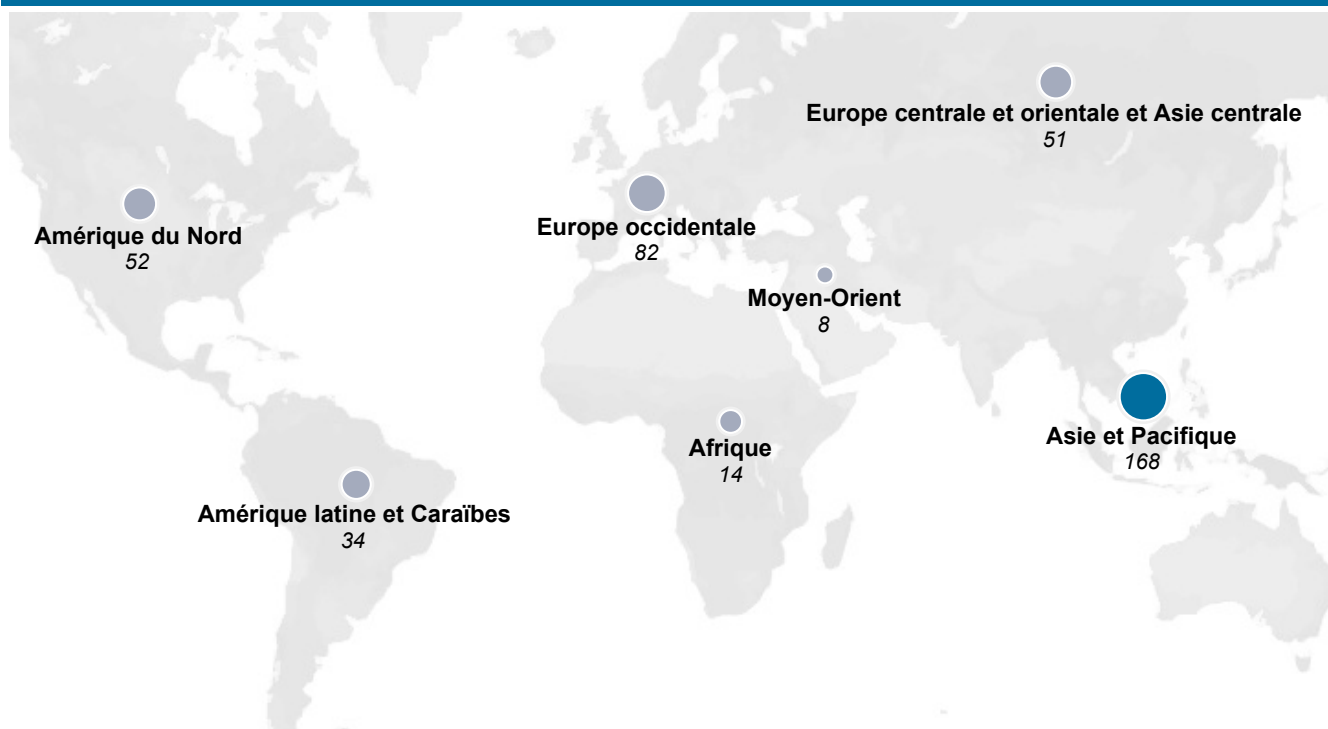 Europe centrale et orientale et Asie centrale
51
Amérique du Nord
52
Europe occidentale
82
Moyen-Orient
8
Asie et Pacifique
168
Afrique
14
Amérique latine et Caraïbes
34